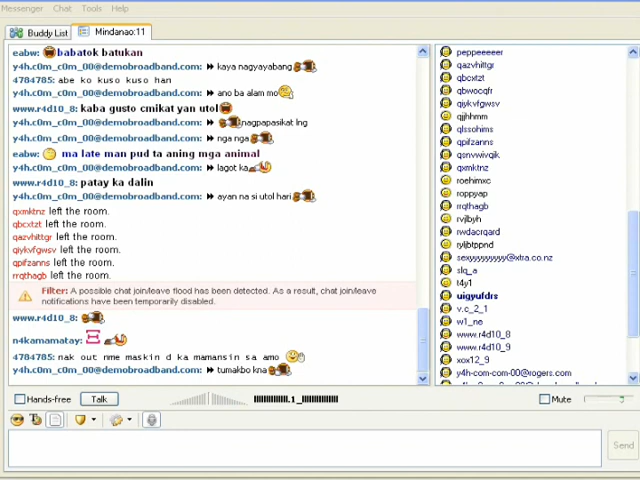 Messenger Chat Tools Help
Buddy List Mindanao:11
eabw: babatok batukan
y4h.c0m_c0m_00@demobroadband.com: kaya nagyayabang
4784785: abe ko kuso kuso han
y4h.c0m_c0m_00@demobroadband.com: ano ba alam mo
www.r4d10_8: kaba gusto cmikat yan utol
y4h.c0m_c0m_00@demobroadband.com: nagpapasikat lng
y4h.c0m_c0m_00@demobroadband.com: nga nga
eabw: ma late man pud ta aning mga animal
y4h.c0m_c0m_00@demobroadband.com: lagot ka
www.r4d10_8: patay ka dalin
y4h.c0m_c0m_00@demobroadband.com: ayan na si utol hari
qxmktnz left the room.
qbcxtzt left the room.
qazvhittgr left the room.
qiykvfgwsv left the room.
qpifzanns left the room.
rrqthagb left the room.
Filter: A possible chat join/leave flood has been detected. As a result, chat join/leave
notifications have been temporarily disabled.
www.r4d10_8:
n4kamamatay:
4784785: nak out nme maskin d ka mamansin sa amo
y4h.c0m_c0m_00@demobroadband.com: tumakbo kna
peppeeeeer
qazvhittgr
qbcxtzt
qbwocqfr
qiykvfgwsv
qjjhhmm
qlssohims
qpifzanns
qsnvwivqik
qxmktnz
roehimxc
roppyap
rrqthagb
rvjlbyh
rwdacrqard
rylibtppnd
sexyyyyyyyy@xtra.co.nz
slq_a
t4y1
uigyufdrs
v.c_2_1
w1_ne
www.r4d10_8
www.r4d10_9
xox12_9
y4h-com-com-00@rogers.com
Hands-free Talk 1_ Mute
Send